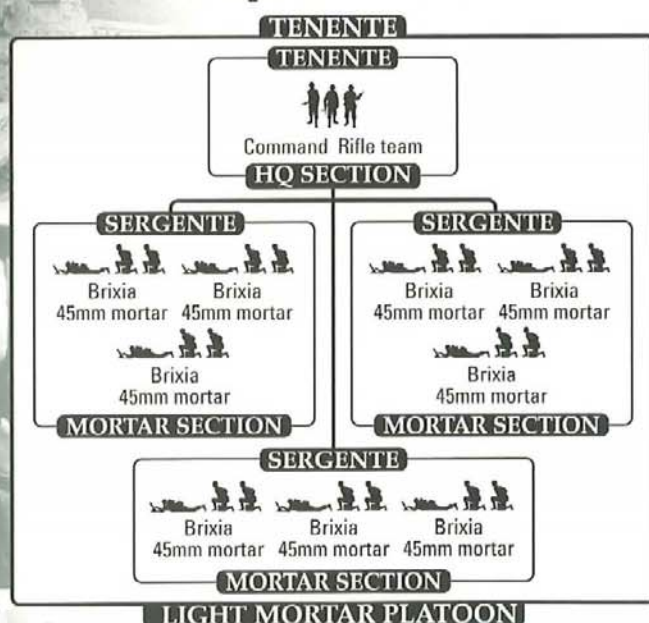 TENENTE
TENENTE
Command Rifle team
HQ SECTION
SERGENTE
Brixia
45mm mortar
Brixia
45mm mortar
Brixia
45mm mortar
MORTAR SECTION
SERGENTE
Brixia
45mm mortar
Brixia
45mm mortar
Brixia
45mm mortar
MORTAR SECTION
SERGENTE
Brixia
45mm mortar
Brixia
45mm mortar
Brixia
45mm mortar
MORTAR SECTION
LIGHT MORTAR PLATOON